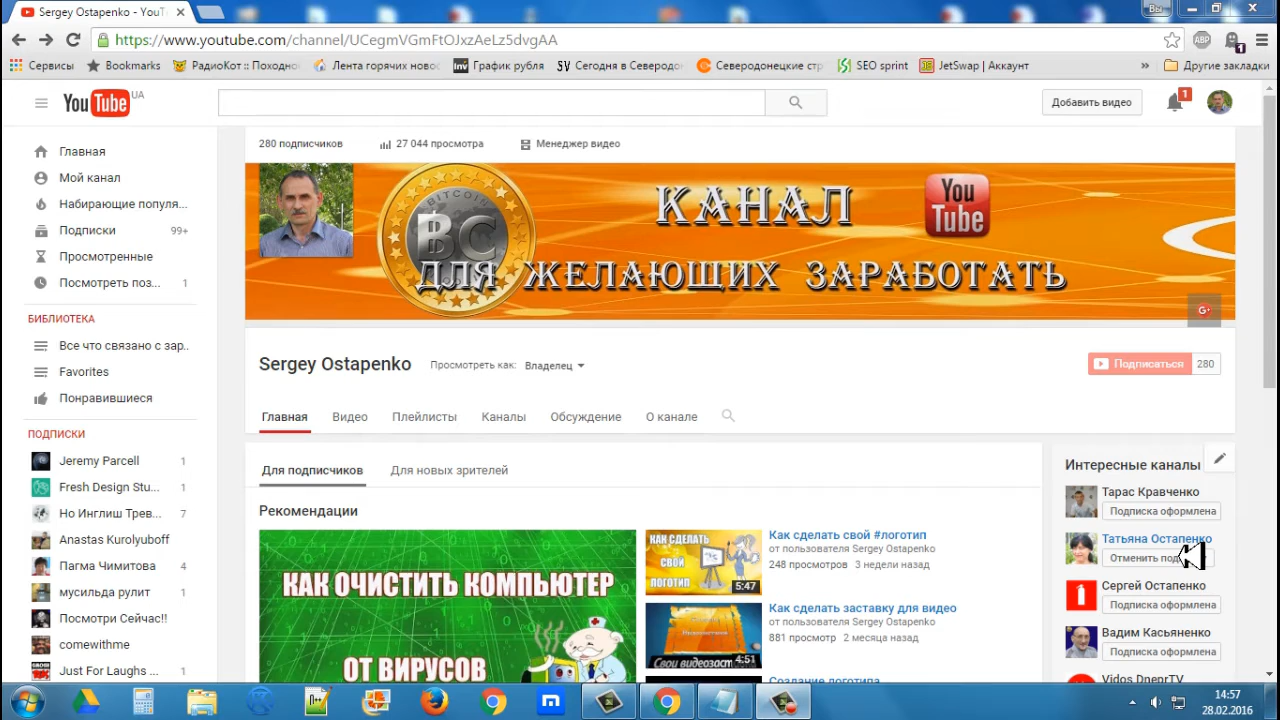 Sergey Ostapenko - YouT
Вы
https://www.youtube.com/channel/UCegmVGmFtOJxzAeLz5dvgAA
ABP
1
Сервисы
Bookmarks
РадиоКот :: Походно
Лента горячих новос
Inv График рубля
SV Сегодня в Северодо
Северодонецкие стр
SEO sprint
JetSwap | Аккаунт
»
Другие закладки
YouTube UA
Добавить видео
1
Главная
Мой канал
Набирающие популя...
Подписки 99+
Просмотренные
Посмотреть поз... 1
БИБЛИОТЕКА
Все что связано с зар..
Favorites
Понравившиеся
ПОДПИСКИ
Jeremy Parcell 1
Fresh Design Stu... 1
Но Инглиш Трев... 7
Anastas Kurolyuboff
Пагма Чимитова 4
мусильда рулит 1
Посмотри Сейчас!!
comewithme
Just For Laughs ... 1
280 подписчиков
27 044 просмотра
Менеджер видео
BITCOIN
BC
КАНАЛ
You Tube
ДЛЯ ЖЕЛАЮЩИХ ЗАРАБОТАТЬ
G+
Sergey Ostapenko
Просмотреть как: Владелец
Подписаться 280
Главная
Видео
Плейлисты
Каналы
Обсуждение
О канале
Для подписчиков
Для новых зрителей
Рекомендации
КАК ОЧИСТИТЬ КОМПЬЮТЕР
ОТ ВИРУСОВ
КАК СДЕЛАТЬ
СВОЙ
ЛОГОТИП
5:47
Как сделать свой #логотип
от пользователя Sergey Ostapenko
248 просмотров 3 недели назад
Свои видеозаст
4:51
Как сделать заставку для видео
от пользователя Sergey Ostapenko
881 просмотр 2 месяца назад
Создание логотипа
Интересные каналы
Тарас Кравченко
Подписка оформлена
Татьяна Остапенко
Отменить под
Сергей Остапенко
Подписка оформлена
Вадим Касьяненко
Подписка оформлена
Vidos DneprTV
14:57
28.02.2016